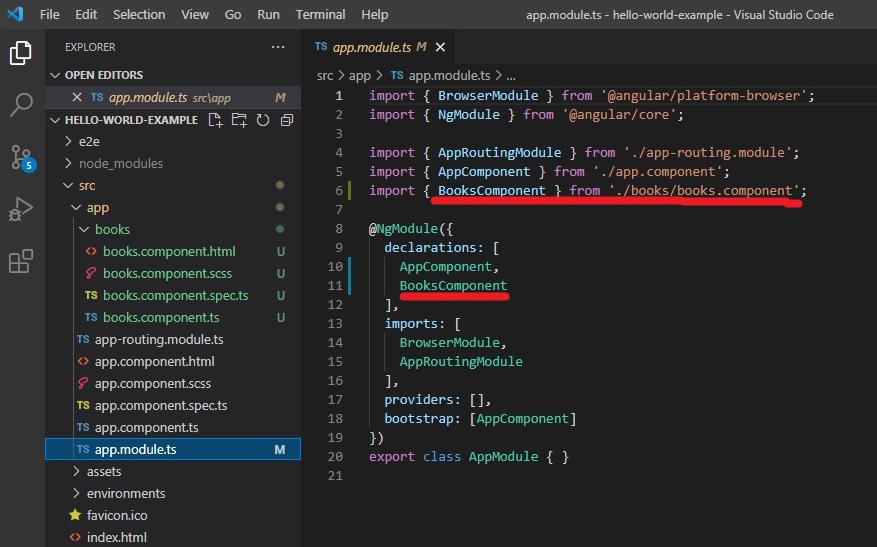 File Edit Selection View Go Run Terminal Help app.module.ts - hello-world-example - Visual Studio Code
EXPLORER ...
OPEN EDITORS
TS app.module.ts src\app M
HELLO-WORLD-EXAMPLE
e2e
node_modules
src
app
books
<> books.component.html U
books.component.scss U
TS books.component.spec.ts U
TS books.component.ts U
TS app-routing.module.ts
<> app.component.html
app.component.scss
TS app.component.spec.ts
TS app.component.ts
TS app.module.ts M
assets
environments
favicon.ico
<> index.html
5
TS app.module.ts M
src > app > TS app.module.ts > ...
1 import { BrowserModule } from '@angular/platform-browser';
2 import { NgModule } from '@angular/core';
3
4 import { AppRoutingModule } from './app-routing.module';
5 import { AppComponent } from './app.component';
6 import { BooksComponent } from './books/books.component';
7
8 @NgModule({
9 declarations: [
10 AppComponent,
11 BooksComponent
12 ],
13 imports: [
14 BrowserModule,
15 AppRoutingModule
16 ],
17 providers: [],
18 bootstrap: [AppComponent]
19 })
20 export class AppModule { }
21